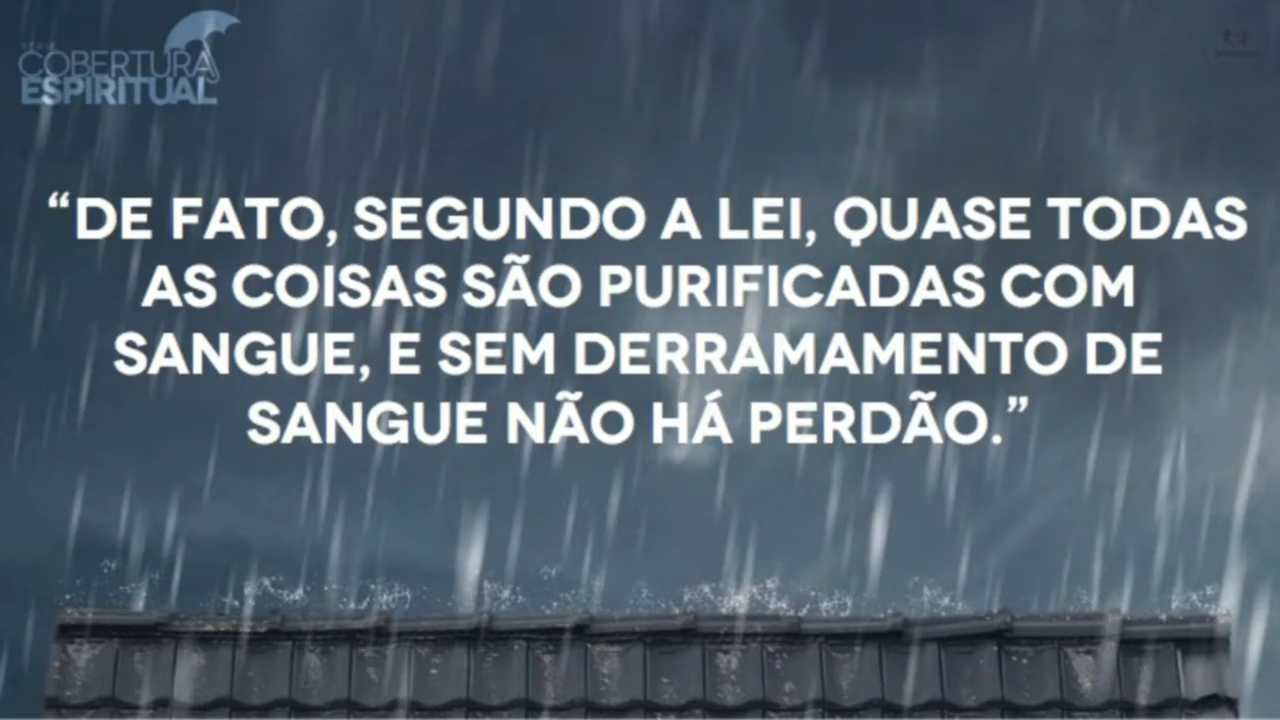 SÉRIE
COBERTURA
ESPIRITUAL
“DE FATO, SEGUNDO A LEI, QUASE TODAS
AS COISAS SÃO PURIFICADAS COM
SANGUE, E SEM DERRAMAMENTO DE
SANGUE NÃO HÁ PERDÃO.”